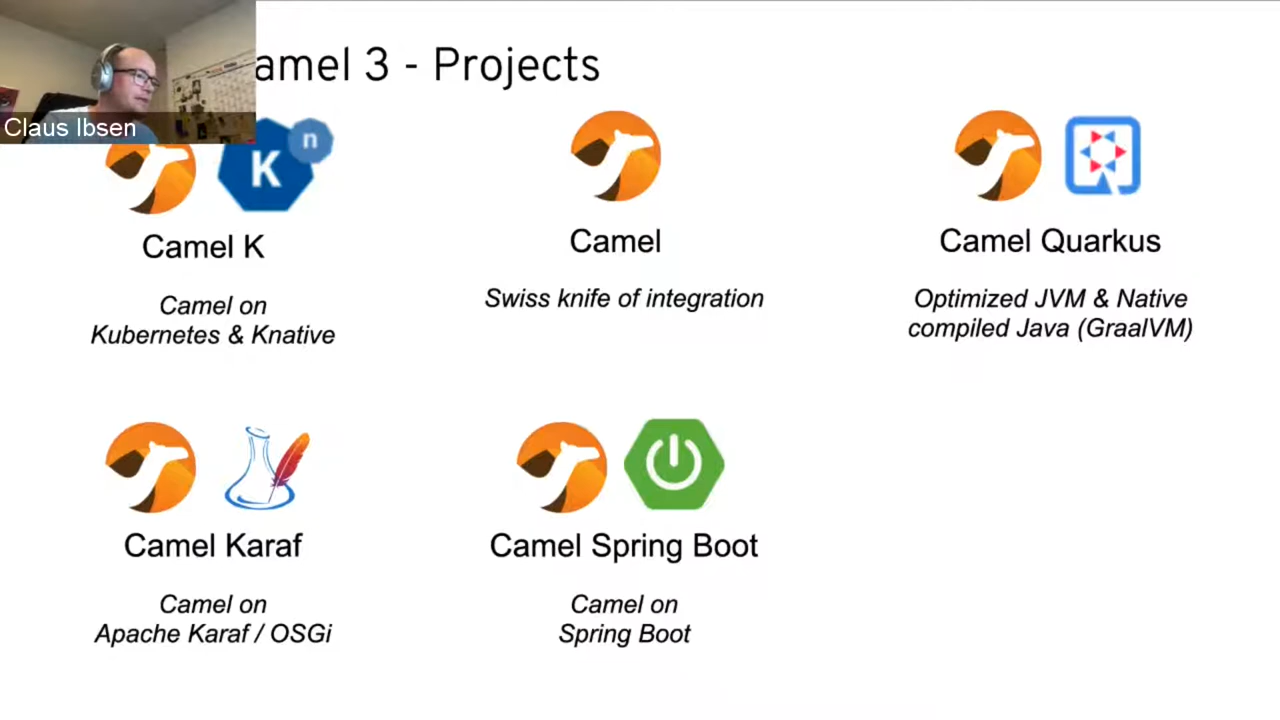 amel 3 - Projects
Claus Ibsen
K
n
Camel K
Camel on
Kubernetes & Knative
Camel
Swiss knife of integration
Camel Quarkus
Optimized JVM & Native
compiled Java (GraalVM)
Camel Karaf
Camel on
Apache Karaf / OSGi
Camel Spring Boot
Camel on
Spring Boot